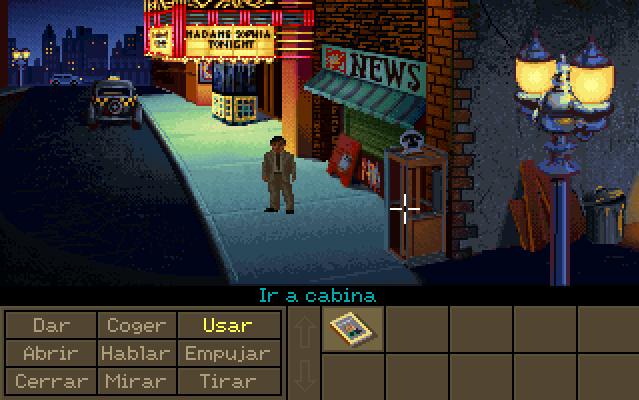 MADAME SOPHIA
TONIGHT
NEWS
Ir a cabina
Dar Coger Usar
Abrir Hablar Empujar
Cerrar Mirar Tirar